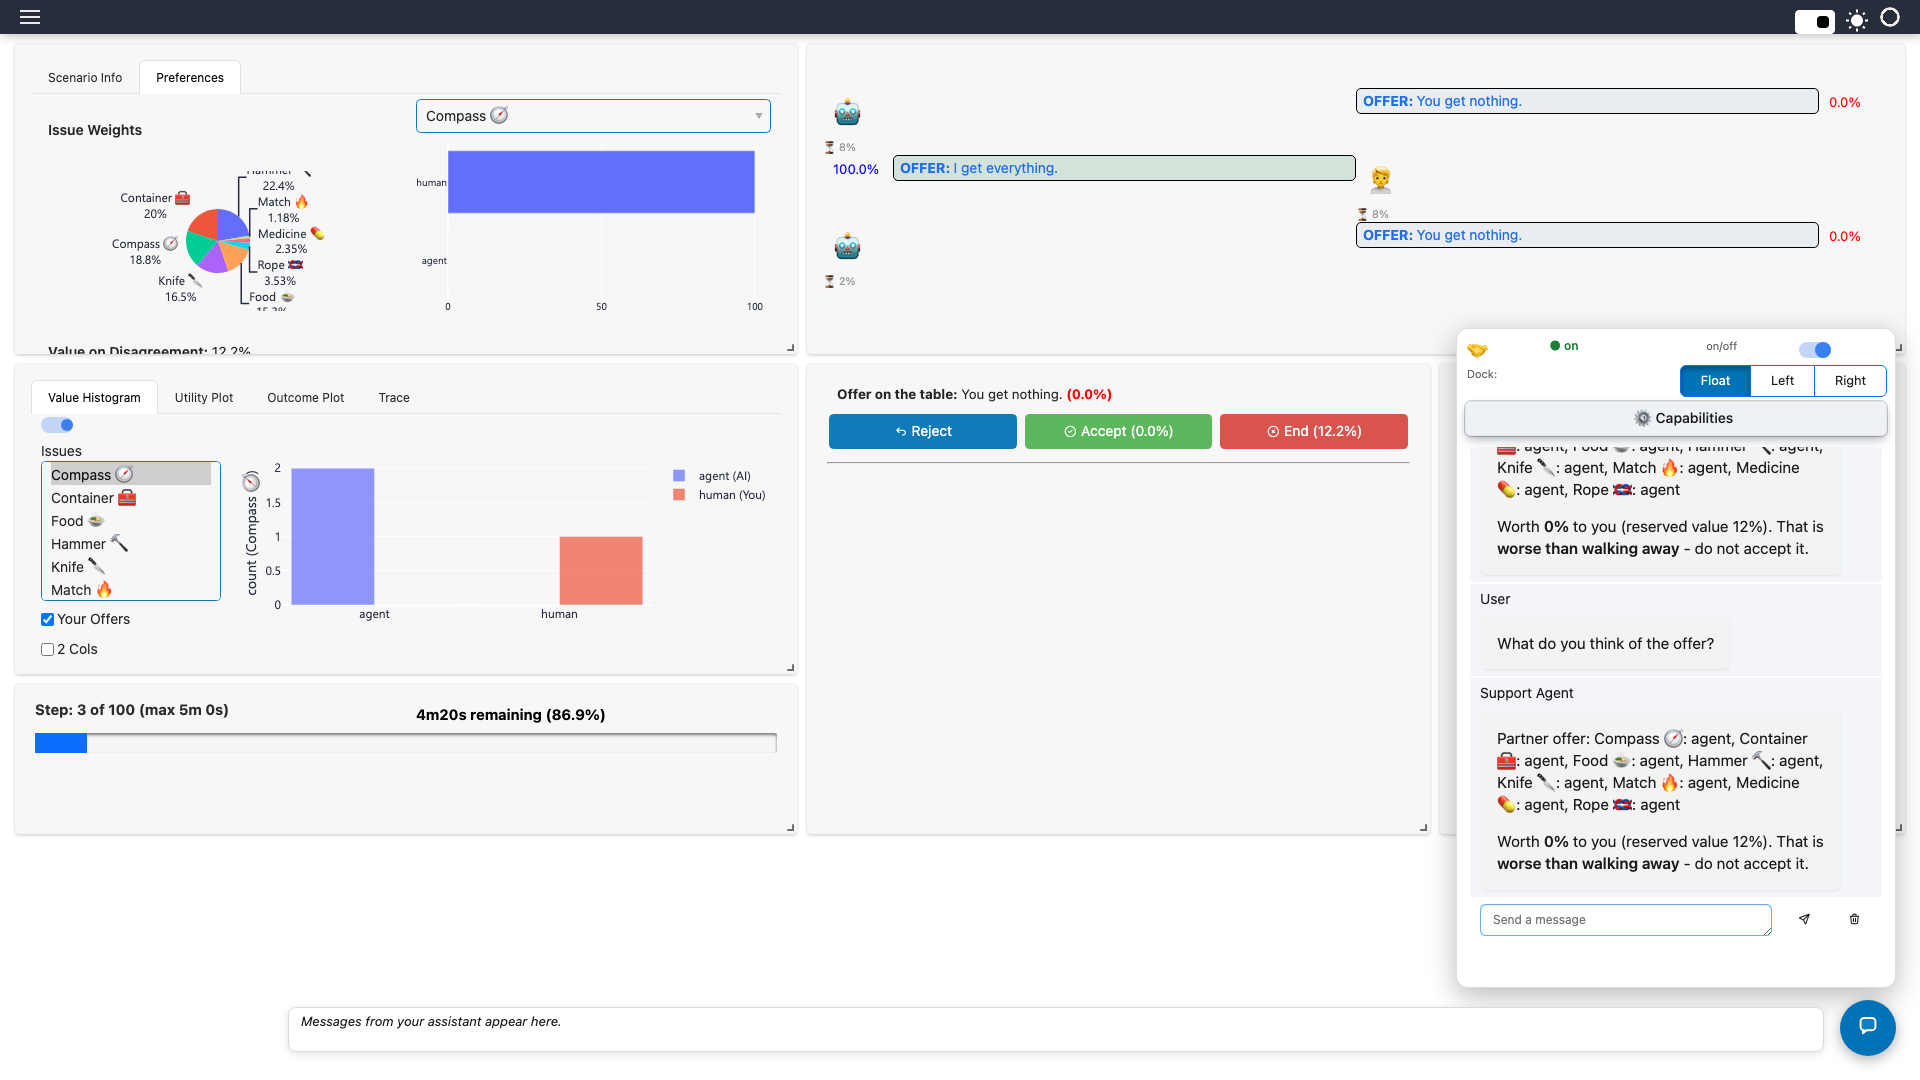 Scenario Info
Preferences
Issue Weights
Compass
Container
20%
Compass
18.8%
Knife
16.5%
22.4%
Match
1.18%
Medicine
2.35%
Rope
3.53%
Food
human
agent
0
50
100
Value on Disagreement: 12.2%
OFFER: You get nothing.
0.0%
8%
100.0%
OFFER: I get everything.
8%
OFFER: You get nothing.
0.0%
2%
Value Histogram
Utility Plot
Outcome Plot
Trace
Issues
Compass
Container
Food
Hammer
Knife
Match
Your Offers
2 Cols
count (Compass
2
1.5
1
0.5
0
agent
human
agent (AI)
human (You)
Step: 3 of 100 (max 5m 0s)
4m20s remaining (86.9%)
Offer on the table: You get nothing. (0.0%)
Reject
Accept (0.0%)
End (12.2%)
on
on/off
Dock:
Float
Left
Right
Capabilities
: agent, Food : agent, Hammer : agent,
Knife : agent, Match : agent, Medicine
: agent, Rope : agent
Worth 0% to you (reserved value 12%). That is
worse than walking away - do not accept it.
User
What do you think of the offer?
Support Agent
Partner offer: Compass : agent, Container
: agent, Food : agent, Hammer : agent,
Knife : agent, Match : agent, Medicine
: agent, Rope : agent
Worth 0% to you (reserved value 12%). That is
worse than walking away - do not accept it.
Send a message
Messages from your assistant appear here.